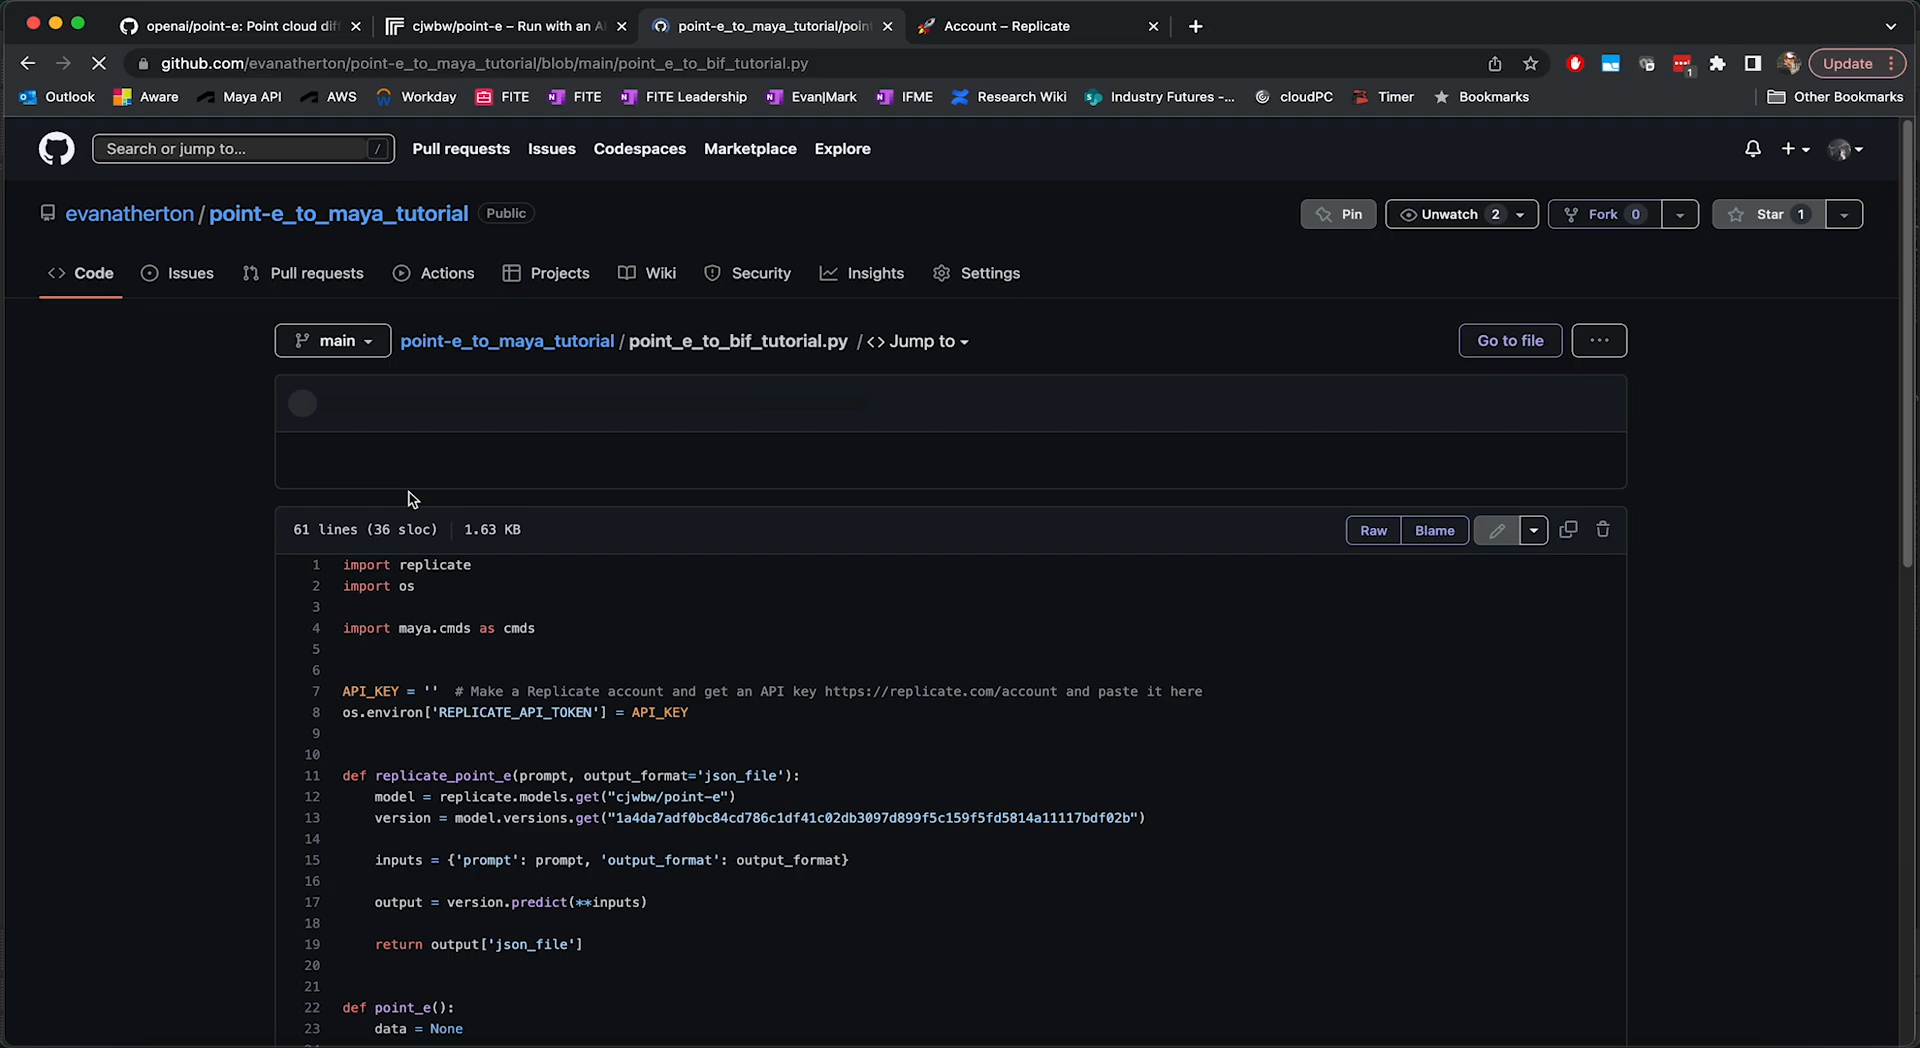 openai/point-e: Point cloud diff
cjwbw/point-e – Run with an A
point-e_to_maya_tutorial/point
Account – Replicate
github.com/evanatherton/point-e_to_maya_tutorial/blob/main/point_e_to_bif_tutorial.py
1
Update
Outlook
Aware
Maya API
AWS
Workday
FITE
FITE
FITE Leadership
Evan|Mark
IFME
Research Wiki
Industry Futures -...
cloudPC
Timer
Bookmarks
Other Bookmarks
Search or jump to... /
Pull requests
Issues
Codespaces
Marketplace
Explore
evanatherton / point-e_to_maya_tutorial Public
Pin
Unwatch 2
Fork 0
Star 1
<> Code
Issues
Pull requests
Actions
Projects
Wiki
Security
Insights
Settings
main
point-e_to_maya_tutorial / point_e_to_bif_tutorial.py / <> Jump to
Go to file
...
61 lines (36 sloc) 1.63 KB
Raw
Blame
1 import replicate
2 import os
3
4 import maya.cmds as cmds
5
6
7 API_KEY = '' # Make a Replicate account and get an API key https://replicate.com/account and paste it here
8 os.environ['REPLICATE_API_TOKEN'] = API_KEY
9
10
11 def replicate_point_e(prompt, output_format='json_file'):
12 model = replicate.models.get("cjwbw/point-e")
13 version = model.versions.get("1a4da7adf0bc84cd786c1df41c02db3097d899f5c159f5fd5814a11117bdf02b")
14
15 inputs = {'prompt': prompt, 'output_format': output_format}
16
17 output = version.predict(**inputs)
18
19 return output['json_file']
20
21
22 def point_e():
23 data = None